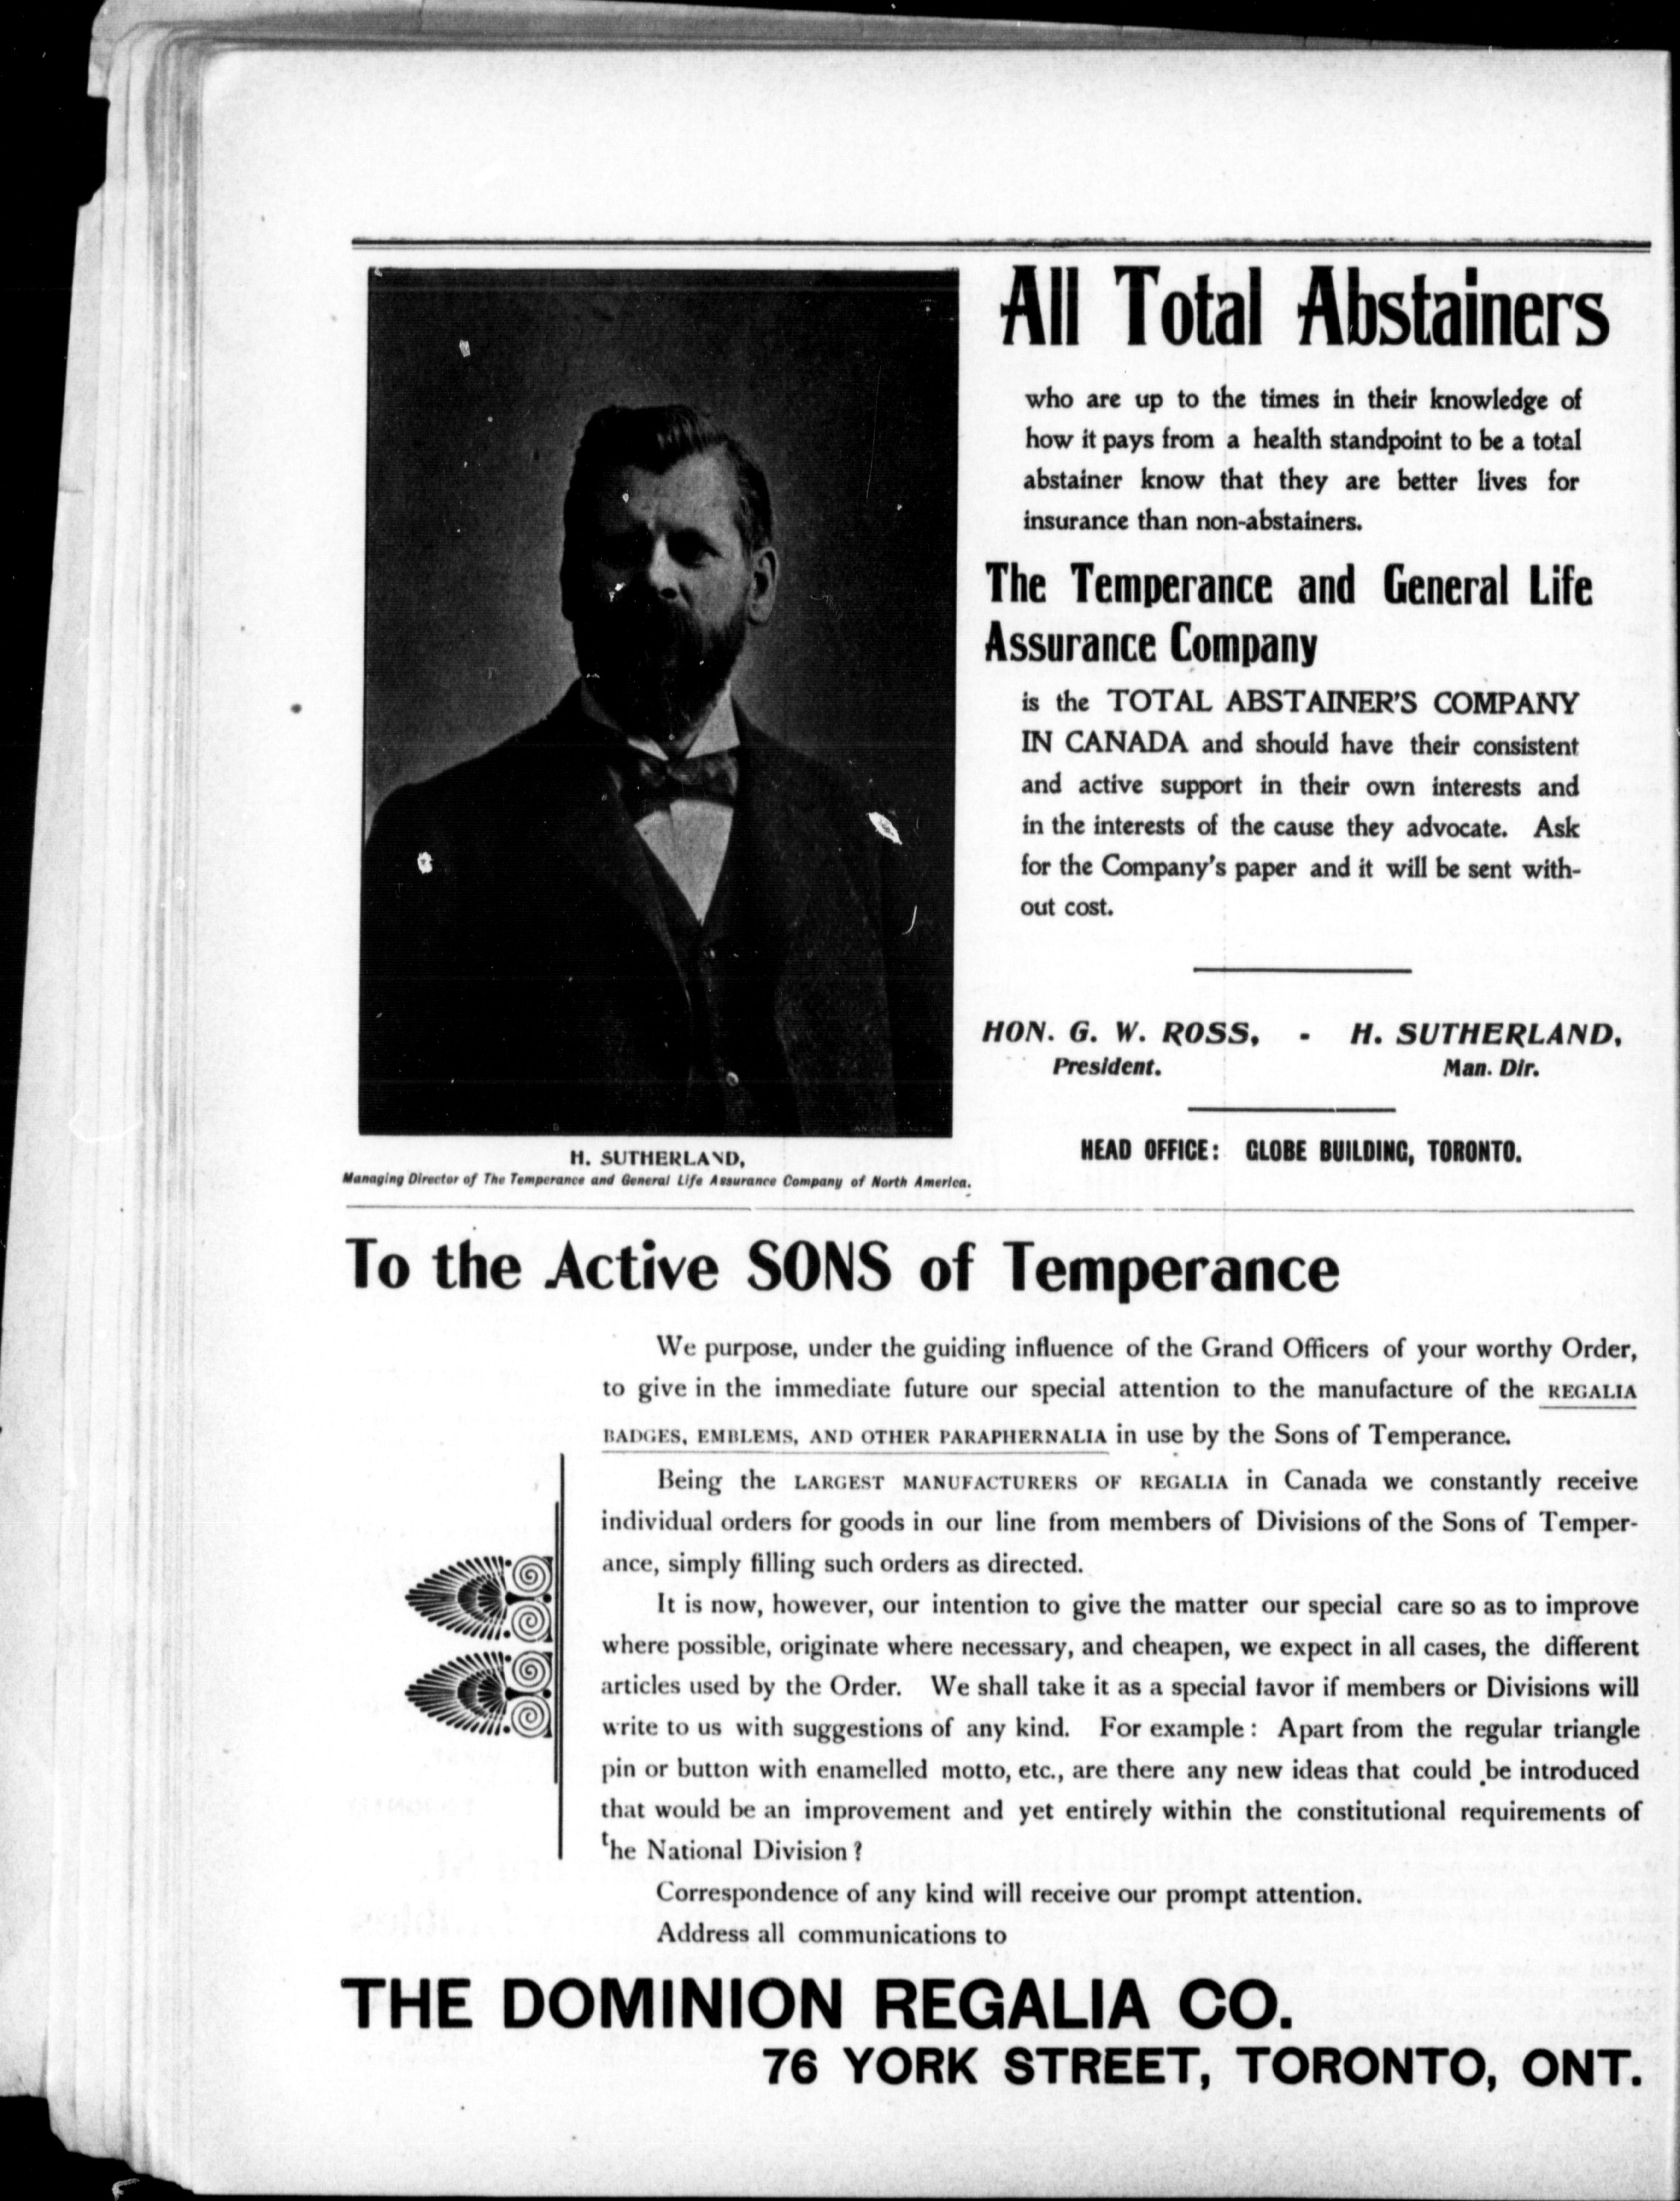 All Total Abstainers
who are up to the times in their knowledge of
how it pays from a health standpoint to be a total
abstainer know that they are better lives for
insurance than non-abstainers.
The Temperance and General Life
Assurance Company
is the TOTAL ABSTAINER'S COMPANY
IN CANADA and should have their consistent
and active support in their own interests and
in the interests of the cause they advocate. Ask
for the Company's paper and it will be sent with-
out cost.
HON. G. W. ROSS, - H. SUTHERLAND,
President. Man. Dir.
HEAD OFFICE: GLOBE BUILDING, TORONTO.
H. SUTHERLAND,
Managing Director of The Temperance and General Life Assurance Company of North America.
To the Active SONS of Temperance
We purpose, under the guiding influence of the Grand Officers of your worthy Order,
to give in the immediate future our special attention to the manufacture of the REGALIA
BADGES, EMBLEMS, AND OTHER PARAPHERNALIA in use by the Sons of Temperance.
Being the LARGEST MANUFACTURERS OF REGALIA in Canada we constantly receive
individual orders for goods in our line from members of Divisions of the Sons of Temper-
ance, simply filling such orders as directed.
It is now, however, our intention to give the matter our special care so as to improve
where possible, originate where necessary, and cheapen, we expect in all cases, the different
articles used by the Order. We shall take it as a special favor if members or Divisions will
write to us with suggestions of any kind. For example: Apart from the regular triangle
pin or button with enamelled motto, etc., are there any new ideas that could be introduced
that would be an improvement and yet entirely within the constitutional requirements of
the National Division?
Correspondence of any kind will receive our prompt attention.
Address all communications to
THE DOMINION REGALIA CO.
76 YORK STREET, TORONTO, ONT.